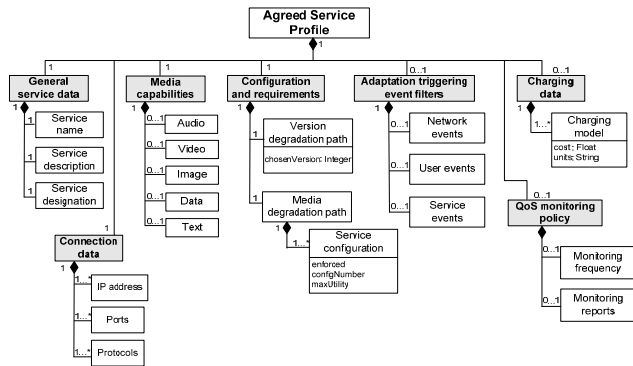 Agreed Service
Profile
1
1
1
1
1
0...1
0...1
0...1
1
General
service data
1
1
Service
name
1
Service
description
1
Service
designation
Connection
data
1
1...*
IP address
1...*
Ports
1...*
Protocols
Media
capabilities
1
0...1
Audio
0...1
Video
0...1
Image
0...1
Data
0...1
Text
Configuration
and requirements
1
1
Version
degradation path
chosenVersion: Integer
1
Media
degradation path
1
1...*
Service
configuration
enforced
confgNumber
maxUtility
Adaptation triggering
event filters
1
0...1
Network
events
0...1
User events
0...1
Service
events
Charging
data
1
1...*
Charging
model
cost; Float
units; String
QoS monitoring
policy
1
0...1
Monitoring
frequency
0...1
Monitoring
reports